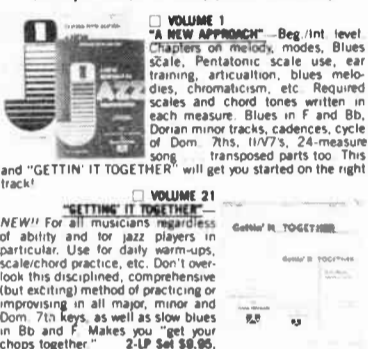 VOLUME 1
"A NEW APPROACH" — Beg./Int. level.
Chapters on melody, modes, Blues
scale, Pentatonic scale use, ear
training, articualtion, blues melo-
dies, chromaticism, etc. Required
scales and chord tones written in
each measure. Blues in F and Bb,
Dorian minor tracks, cadences, cycle
of Dom. 7ths, II/V7's, 24-measure
song transposed parts too. This
and "GETTIN' IT TOGETHER" will get you started on the right
track!
VOLUME 21
"GETTING' IT TOGETHER" —
NEW!! For all musicians regardless
of ability and for jazz players in
particular. Use for daily warm-ups,
scale/chord practice, etc. Don't over-
look this disciplined, comprehensive
(but exciting) method of practicing or
improvising in all major, minor and
Dom. 7th keys, as well as slow blues
in Bb and F. Makes you "get your
chops together." 2-LP Set $9.95.
Gettin' It TOGETHER
Gettin' It TOGETHER